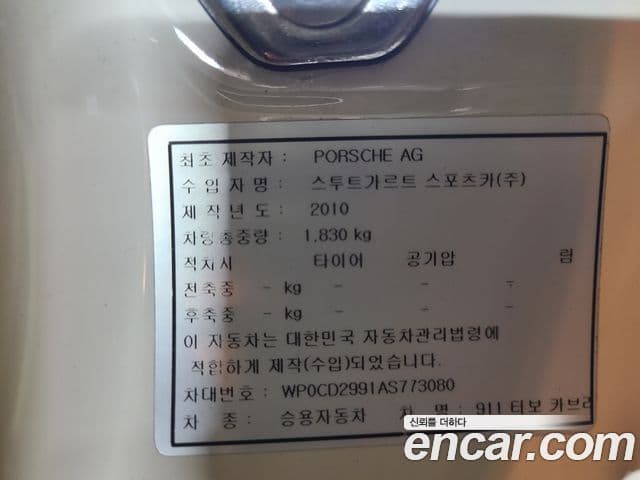 최초 제작자 : PORSCHE AG
수 입 자 명 : 스투트가르트 스포츠카(주)
제 작 년 도 : 2010
차량총중량 : 1,830 kg
적차시 타이어 공기압 림
전축중 - kg - - -
후축중 - kg - - -
이 자동차는 대한민국 자동차관리법령에
적합하게 제작(수입)되었습니다.
차대번호 : WP0CD2991AS773080
차 종 : 승용자동차 차 명 : 911 터보 카브리
신뢰를 더하다
encar.com